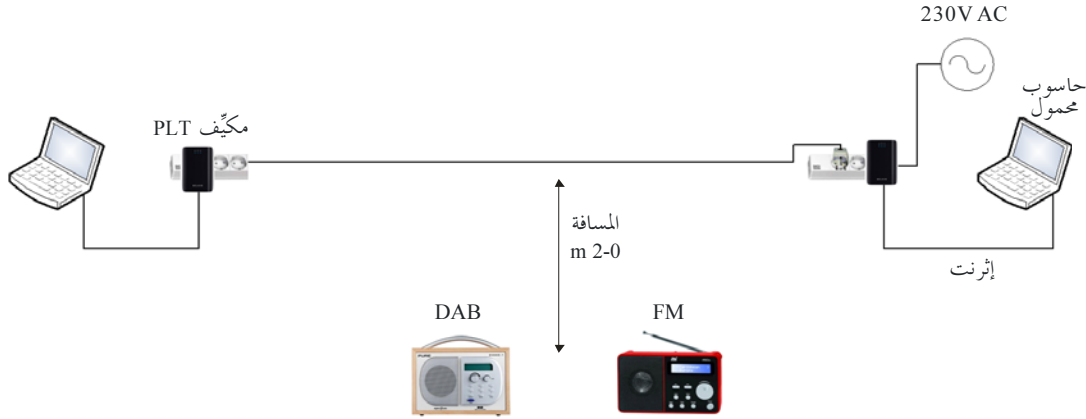 230V AC
حاسوب
محمول
مكيِّف PLT
المسافة
m 2-0
إثرنت
DAB
FM